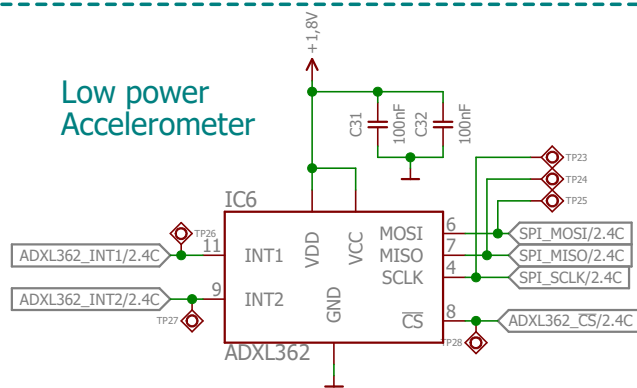 +1,8V
Low power
Accelerometer
C31
100nF
C32
100nF
TP23
TP24
TP25
IC6
TP26
11
INT1
VDD
VCC
MOSI
6
SPI_MOSI/2.4C
ADXL362_INT1/2.4C
MISO
7
SPI_MISO/2.4C
SCLK
4
SPI_SCLK/2.4C
ADXL362_INT2/2.4C
9
INT2
GND
CS
8
ADXL362_CS/2.4C
TP27
TP28
ADXL362